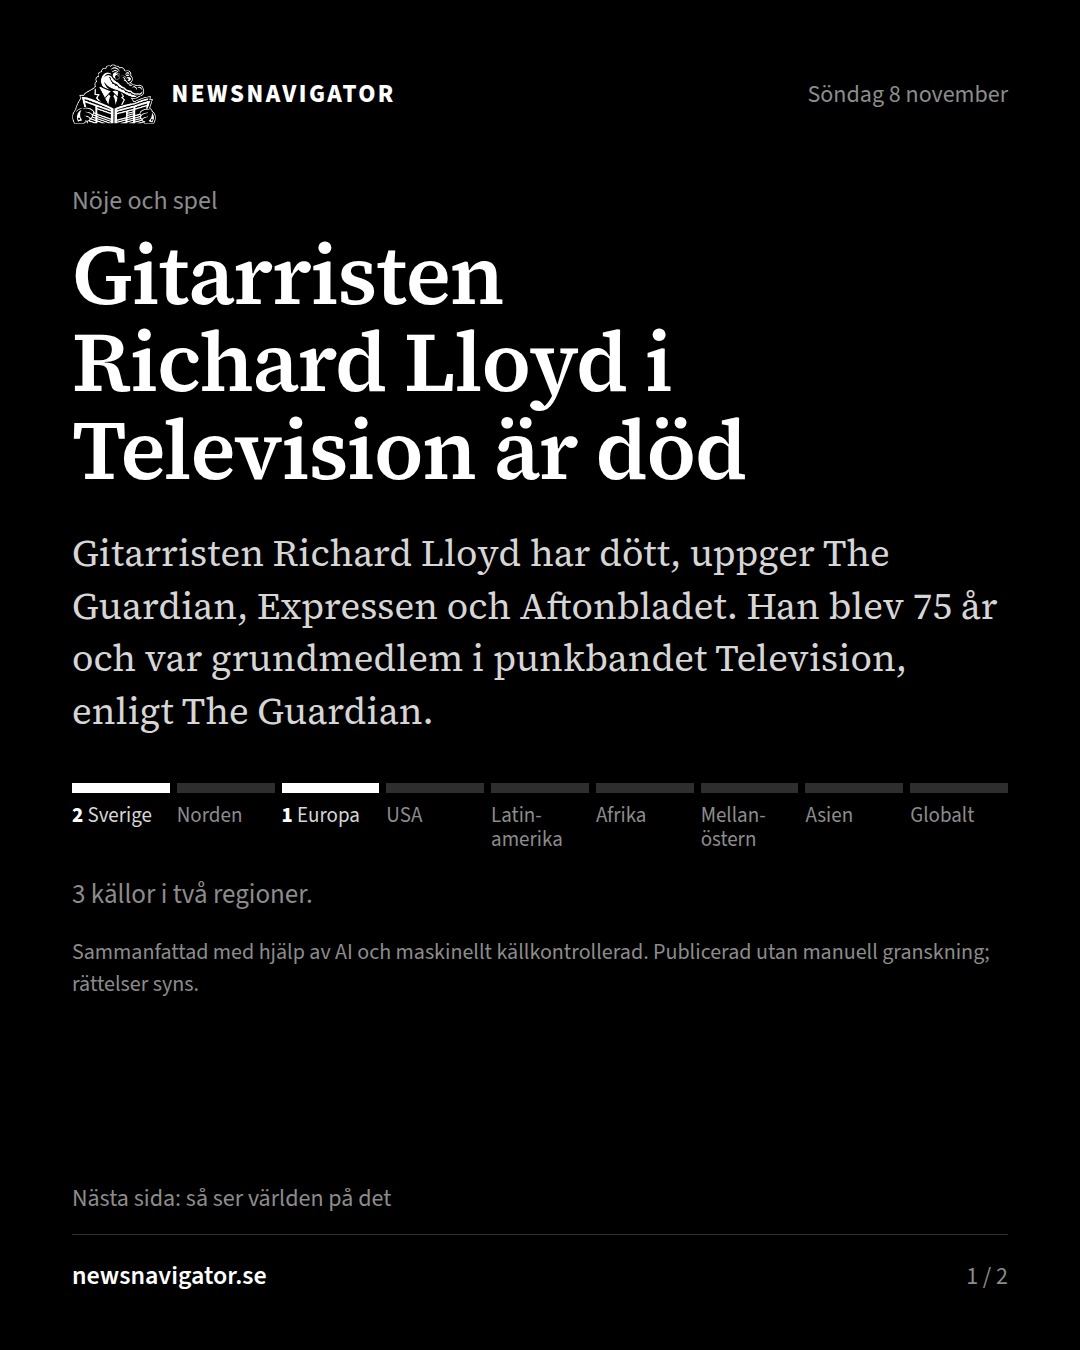 NEWSNAVIGATOR
Söndag 8 november
Nöje och spel
Gitarristen
Richard Lloyd i
Television är död
Gitarristen Richard Lloyd har dött, uppger The
Guardian, Expressen och Aftonbladet. Han blev 75 år
och var grundmedlem i punkbandet Television,
enligt The Guardian.
2 Sverige
Norden
1 Europa
USA
Latin-
amerika
Afrika
Mellan-
östern
Asien
Globalt
3 källor i två regioner.
Sammanfattad med hjälp av AI och maskinellt källkontrollerad. Publicerad utan manuell granskning;
rättelser syns.
Nästa sida: så ser världen på det
newsnavigator.se
1 / 2